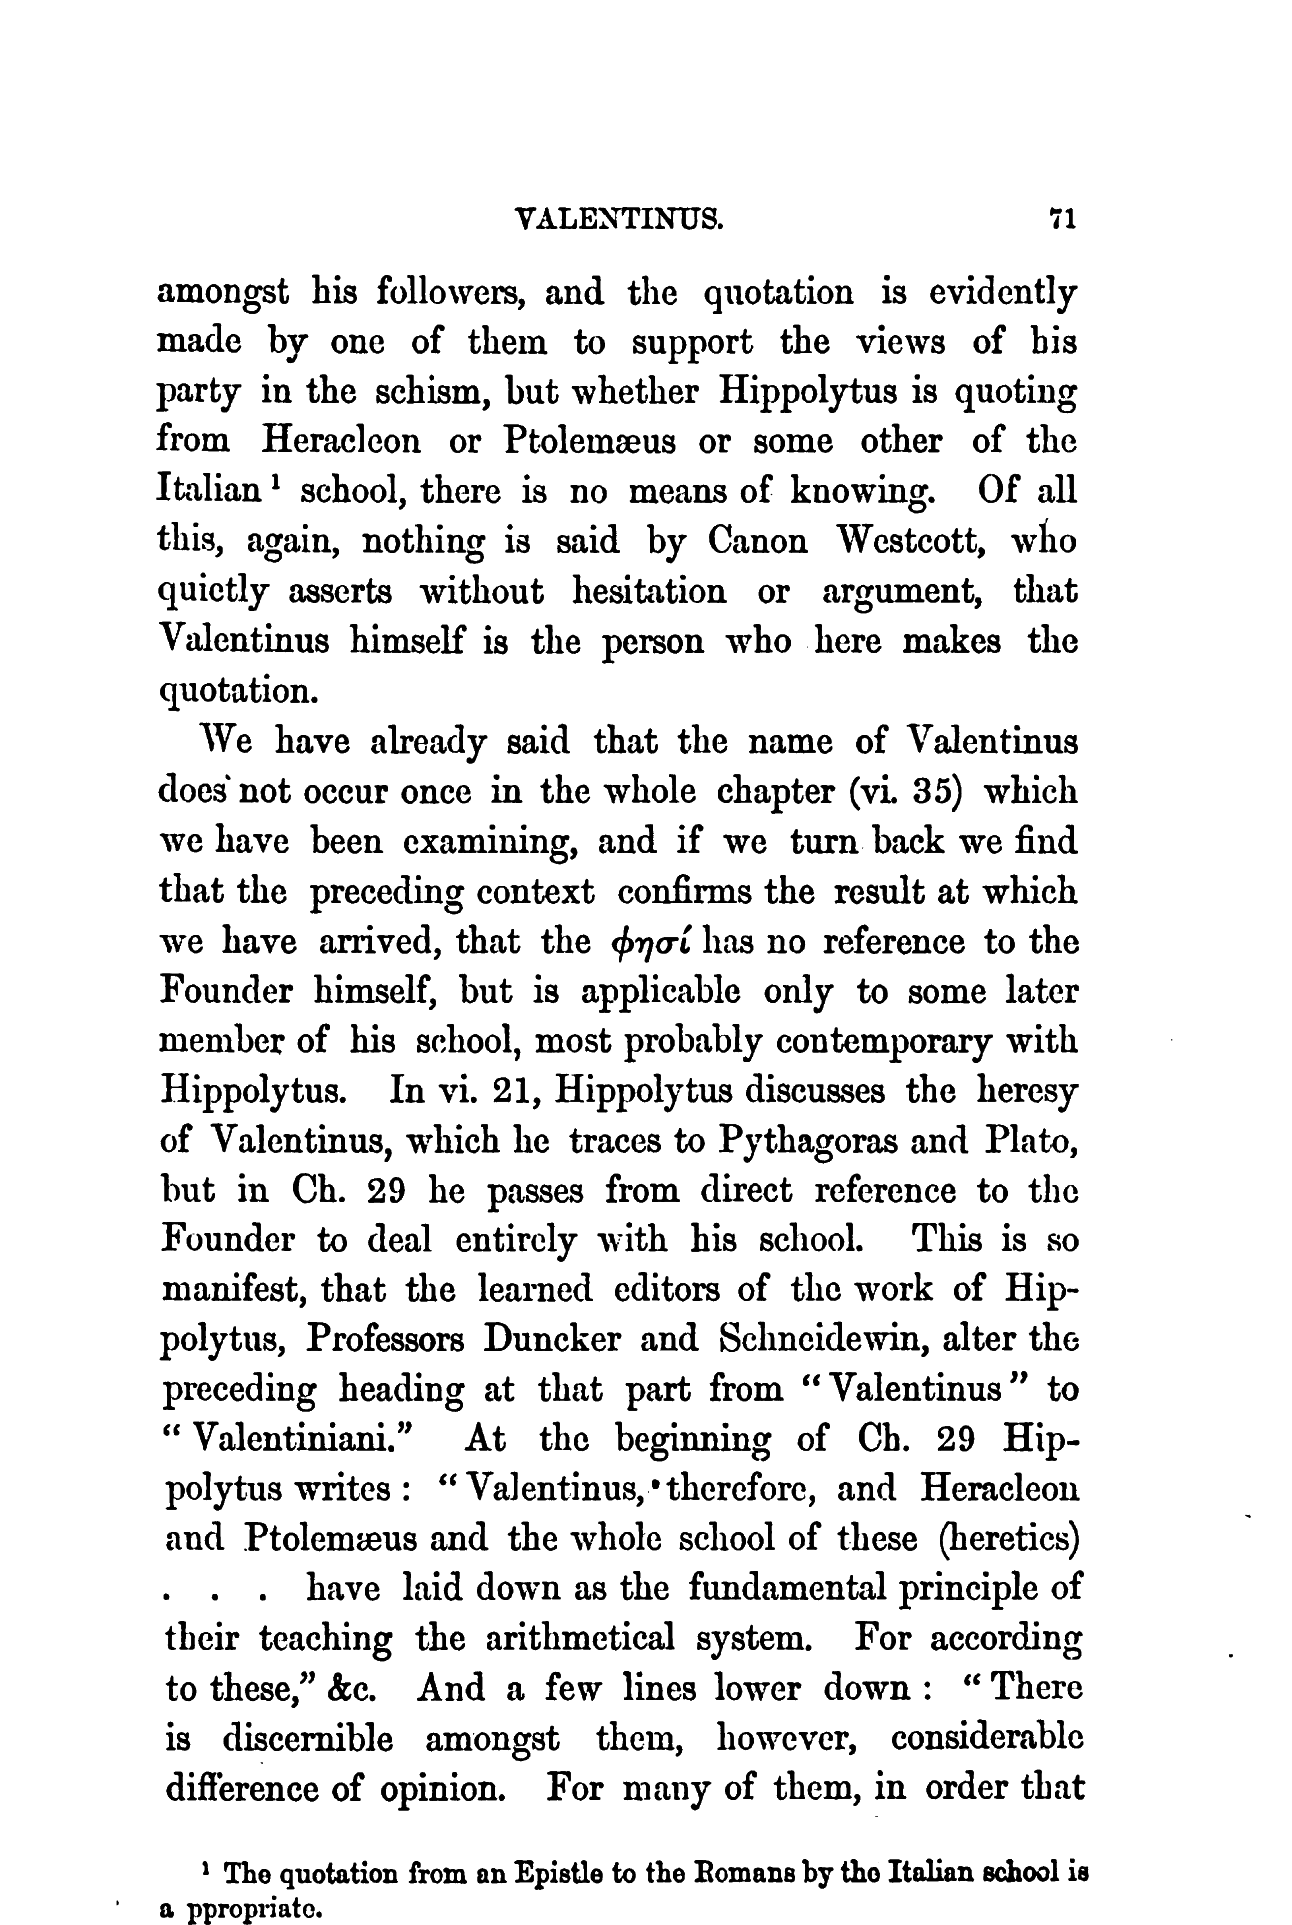 VALENTINUS. 71
amongst his followers, and the quotation is evidently
made by one of them to support the views of his
party in the schism, but whether Hippolytus is quoting
from Heracleon or Ptolemæus or some other of the
Italian ¹ school, there is no means of knowing. Of all
this, again, nothing is said by Canon Westcott, who
quietly asserts without hesitation or argument, that
Valentinus himself is the person who here makes the
quotation.
We have already said that the name of Valentinus
does not occur once in the whole chapter (vi. 35) which
we have been examining, and if we turn back we find
that the preceding context confirms the result at which
we have arrived, that the φησί has no reference to the
Founder himself, but is applicable only to some later
member of his school, most probably contemporary with
Hippolytus. In vi. 21, Hippolytus discusses the heresy
of Valentinus, which he traces to Pythagoras and Plato,
but in Ch. 29 he passes from direct reference to the
Founder to deal entirely with his school. This is so
manifest, that the learned editors of the work of Hip-
polytus, Professors Duncker and Schneidewin, alter the
preceding heading at that part from “Valentinus” to
“Valentiniani.” At the beginning of Ch. 29 Hip-
polytus writes : “Valentinus, therefore, and Heracleon
and Ptolemæus and the whole school of these (heretics)
. . . have laid down as the fundamental principle of
their teaching the arithmetical system. For according
to these,” &c. And a few lines lower down : “There
is discernible amongst them, however, considerable
difference of opinion. For many of them, in order that
¹ The quotation from an Epistle to the Romans by the Italian school is
a ppropriate.